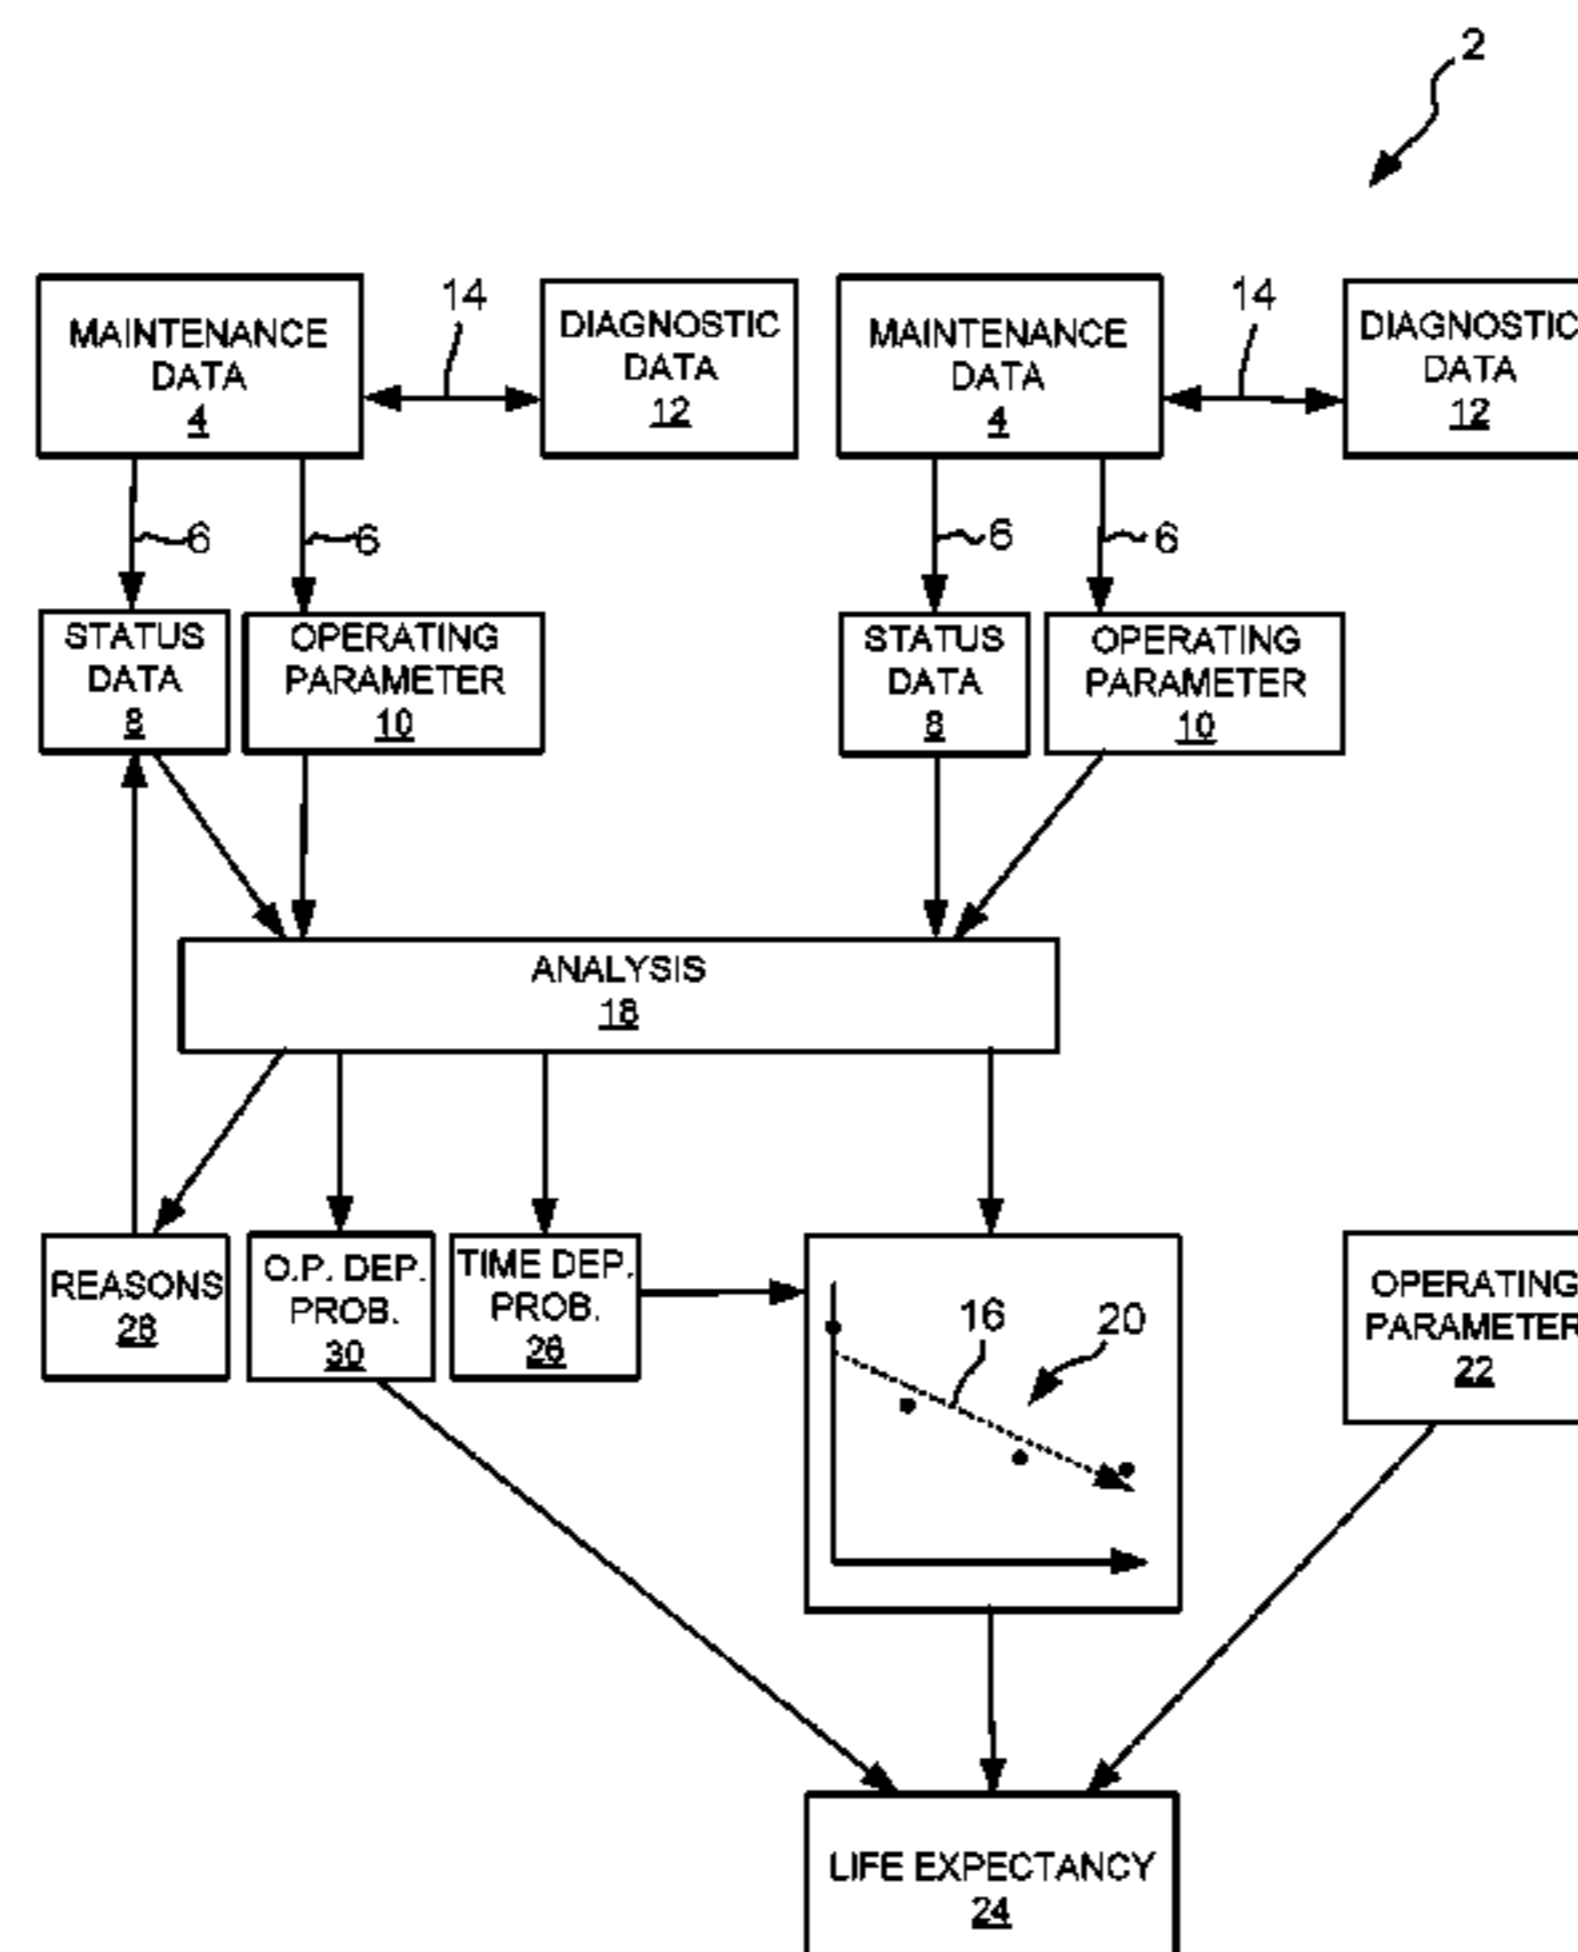 2
MAINTENANCE
DATA
4
14
DIAGNOSTIC
DATA
12
MAINTENANCE
DATA
4
14
DIAGNOSTIC
DATA
12
6
6
6
6
STATUS
DATA
8
OPERATING
PARAMETER
10
STATUS
DATA
8
OPERATING
PARAMETER
10
ANALYSIS
18
REASONS
28
O.P. DEP.
PROB.
30
TIME DEP.
PROB.
26
16
20
OPERATING
PARAMETER
22
LIFE EXPECTANCY
24